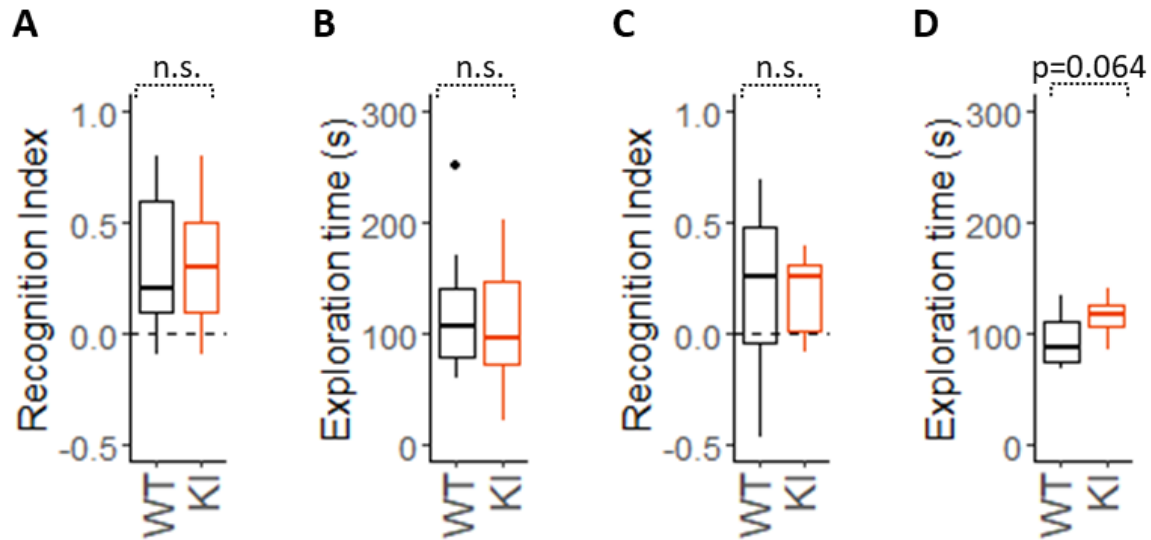 A
B
C
D
n.s.
n.s.
n.s.
p=0.064
Recognition Index
1.0
0.5
0.0
-0.5
WT
KI
Exploration time (s)
300
200
100
0
WT
KI
Recognition Index
1.0
0.5
0.0
-0.5
WT
KI
Exploration time (s)
300
200
100
0
WT
KI